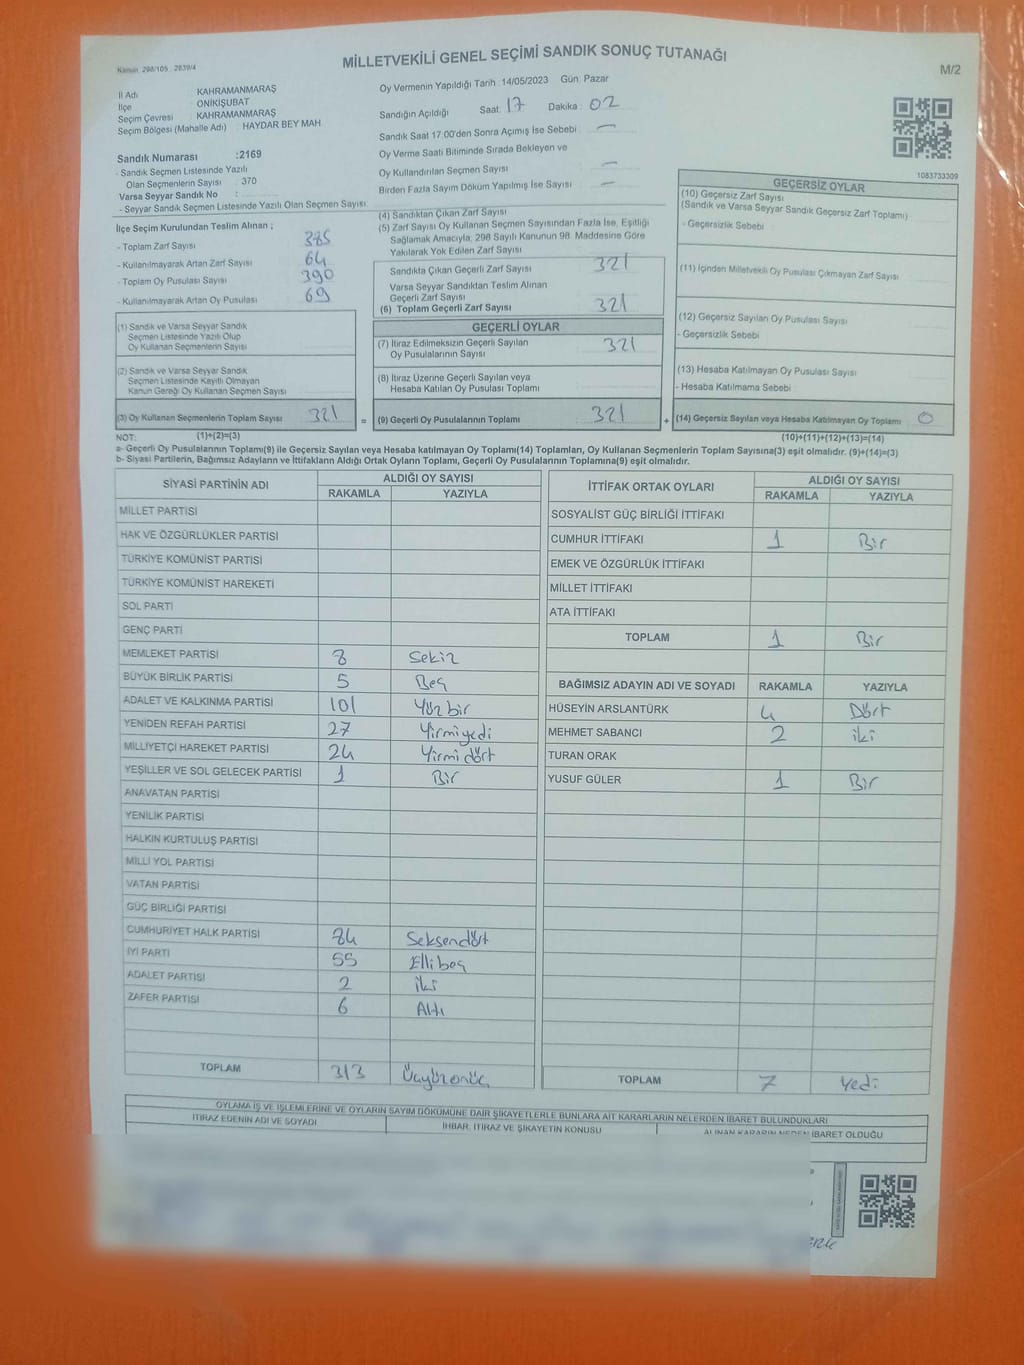 MİLLETVEKİLİ GENEL SEÇİMİ SANDIK SONUÇ TUTANAĞI
Kanun: 298/105 2839/4
M/2
İl Adı KAHRAMANMARAŞ
İlçe ONİKİŞUBAT
Seçim Çevresi : KAHRAMANMARAŞ
Seçim Bölgesi (Mahalle Adı) : HAYDAR BEY MAH
Oy Vermenin Yapıldığı Tarih : 14/05/2023 Gün: Pazar
Sandığın Açıldığı Saat: 17 Dakika: 02
Sandık Saat 17:00'den Sonra Açımış İse Sebebi —
Oy Verme Saati Bitiminde Sırada Bekleyen ve
Oy Kullandırılan Seçmen Sayısı —
Birden Fazla Sayım Döküm Yapılmış İse Sayısı —
1083733309
Sandık Numarası :2169
- Sandık Seçmen Listesinde Yazılı
Olan Seçmenlerin Sayısı : 370
Varsa Seyyar Sandık No :
- Seyyar Sandık Seçmen Listesinde Yazılı Olan Seçmen Sayısı:
İlçe Seçim Kurulundan Teslim Alınan ;
- Toplam Zarf Sayısı 385
- Kullanılmayarak Artan Zarf Sayısı 64
- Toplam Oy Pusulası Sayısı 390
- Kullanılmayarak Artan Oy Pusulası 69
(1) Sandık ve Varsa Seyyar Sandık
Seçmen Listesinde Yazılı Olup
Oy Kullanan Seçmenlerin Sayısı
(2) Sandık ve Varsa Seyyar Sandık
Seçmen Listesinde Kayıtlı Olmayan
Kanun Gereği Oy Kullanan Seçmen Sayısı
(3) Oy Kullanan Seçmenlerin Toplam Sayısı 321 =
(4) Sandıktan Çıkan Zarf Sayısı
(5) Zarf Sayısı Oy Kullanan Seçmen Sayısından Fazla İse, Eşitliği
Sağlamak Amacıyla, 298 Sayılı Kanunun 98. Maddesine Göre
Yakılarak Yok Edilen Zarf Sayısı
Sandıkta Çıkan Geçerli Zarf Sayısı 321
Varsa Seyyar Sandıktan Teslim Alınan
Geçerli Zarf Sayısı
(6) Toplam Geçerli Zarf Sayısı 321
GEÇERLİ OYLAR
(7) İtiraz Edilmeksizin Geçerli Sayılan
Oy Pusulalarının Sayısı 321
(8) İtiraz Üzerine Geçerli Sayılan veya
Hesaba Katılan Oy Pusulası Toplamı
(9) Geçerli Oy Pusulalarının Toplamı 321 +
GEÇERSİZ OYLAR
(10) Geçersiz Zarf Sayısı
(Sandık ve Varsa Seyyar Sandık Geçersiz Zarf Toplamı)
- Geçersizlik Sebebi
(11) İçinden Milletvekili Oy Pusulası Çıkmayan Zarf Sayısı
(12) Geçersiz Sayılan Oy Pusulası Sayısı
- Geçersizlik Sebebi
(13) Hesaba Katılmayan Oy Pusulası Sayısı
- Hesaba Katılmama Sebebi
(14) Geçersiz Sayılan veya Hesaba Katılmayan Oy Toplamı 0
NOT: (1)+(2)=(3) (10)+(11)+(12)+(13)=(14)
a- Geçerli Oy Pusulalarının Toplamı(9) ile Geçersiz Sayılan veya Hesaba katılmayan Oy Toplamı(14) Toplamları, Oy Kullanan Seçmenlerin Toplam Sayısına(3) eşit olmalıdır. (9)+(14)=(3)
b- Siyasi Partilerin, Bağımsız Adayların ve İttifakların Aldığı Ortak Oyların Toplamı, Geçerli Oy Pusulalarının Toplamına(9) eşit olmalıdır.
SİYASİ PARTİNİN ADI ALDIĞI OY SAYISI
RAKAMLA YAZIYLA
MİLLET PARTİSİ
HAK VE ÖZGÜRLÜKLER PARTİSİ
TÜRKİYE KOMÜNİST PARTİSİ
TÜRKİYE KOMÜNİST HAREKETİ
SOL PARTİ
GENÇ PARTİ
MEMLEKET PARTİSİ 8 Sekiz
BÜYÜK BİRLİK PARTİSİ 5 Beş
ADALET VE KALKINMA PARTİSİ 101 Yüzbir
YENİDEN REFAH PARTİSİ 27 Yirmiyedi
MİLLİYETÇİ HAREKET PARTİSİ 24 Yirmi dört
YEŞİLLER VE SOL GELECEK PARTİSİ 1 Bir
ANAVATAN PARTİSİ
YENİLİK PARTİSİ
HALKIN KURTULUŞ PARTİSİ
MİLLİ YOL PARTİSİ
VATAN PARTİSİ
GÜÇ BİRLİĞİ PARTİSİ
CUMHURİYET HALK PARTİSİ 84 Seksendört
İYİ PARTİ 55 Ellibeş
ADALET PARTİSİ 2 İki
ZAFER PARTİSİ 6 Altı
TOPLAM 313 Üçyüzonüç
İTTİFAK ORTAK OYLARI ALDIĞI OY SAYISI
RAKAMLA YAZIYLA
SOSYALİST GÜÇ BİRLİĞİ İTTİFAKI
CUMHUR İTTİFAKI 1 Bir
EMEK VE ÖZGÜRLÜK İTTİFAKI
MİLLET İTTİFAKI
ATA İTTİFAKI
TOPLAM 1 Bir
BAĞIMSIZ ADAYIN ADI VE SOYADI RAKAMLA YAZIYLA
HÜSEYİN ARSLANTÜRK 4 Dört
MEHMET SABANCI 2 iki
TURAN ORAK
YUSUF GÜLER 1 Bir
TOPLAM 7 Yedi
OYLAMA İŞ VE İŞLEMLERİNE VE OYLARIN SAYIM DÖKÜMÜNE DAİR ŞİKAYETLERLE BUNLARA AİT KARARLARIN NELERDEN İBARET BULUNDUKLARI
İTİRAZ EDENİN ADI VE SOYADI İHBAR, İTİRAZ VE ŞİKAYETİN KONUSU ALINAN KARARIN NEDEN İBARET OLDUĞU